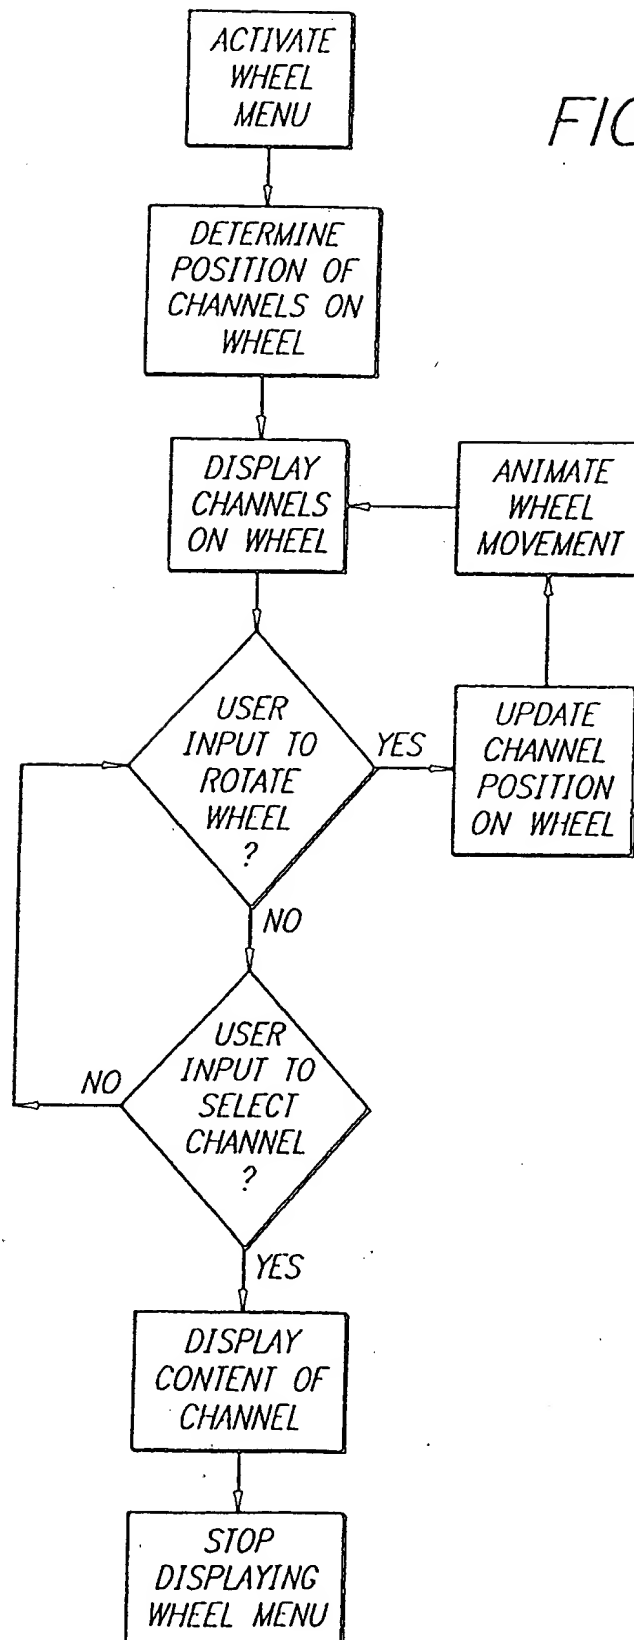 ACTIVATE
WHEEL
MENU
FIG
DETERMINE
POSITION OF
CHANNELS ON
WHEEL
DISPLAY
CHANNELS
ON WHEEL
ANIMATE
WHEEL
MOVEMENT
USER
INPUT TO
ROTATE
WHEEL
?
YES
UPDATE
CHANNEL
POSITION
ON WHEEL
NO
USER
INPUT TO
SELECT
CHANNEL
?
NO
YES
DISPLAY
CONTENT OF
CHANNEL
STOP
DISPLAYING
WHEEL MENU